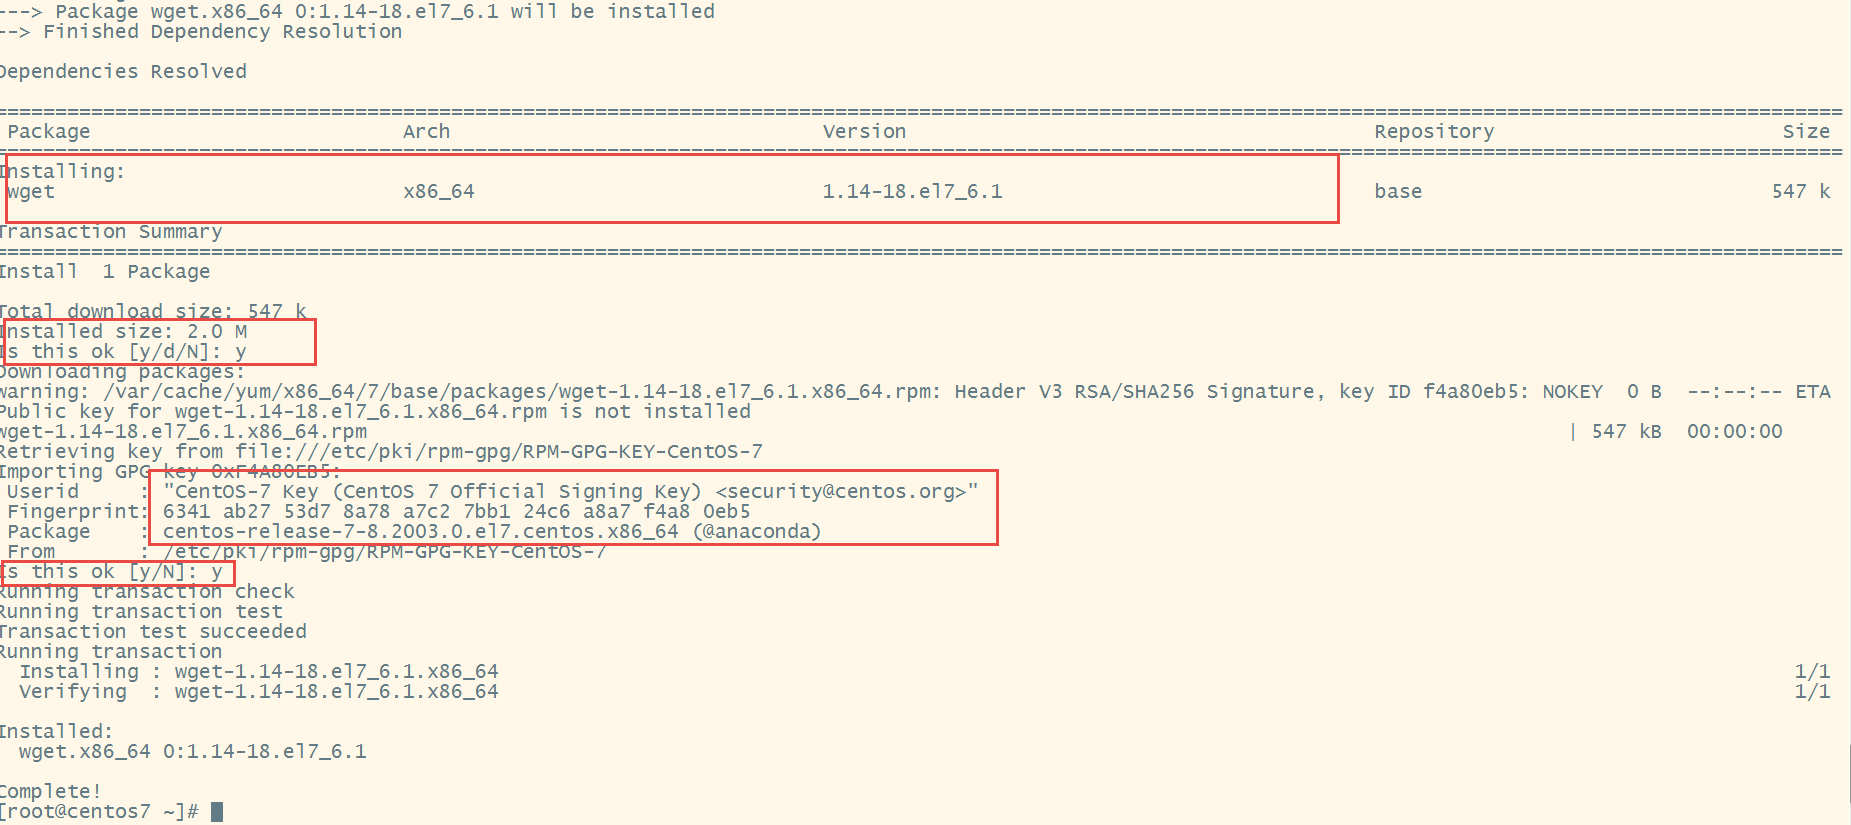 ---> Package wget.x86_64 0:1.14-18.el7_6.1 will be installed
--> Finished Dependency Resolution
Dependencies Resolved
Package Arch Version Repository Size
Installing:
wget x86_64 1.14-18.el7_6.1 base 547 k
Transaction Summary
Install 1 Package
Total download size: 547 k
Installed size: 2.0 M
Is this ok [y/d/N]: y
Downloading packages:
warning: /var/cache/yum/x86_64/7/base/packages/wget-1.14-18.el7_6.1.x86_64.rpm: Header V3 RSA/SHA256 Signature, key ID f4a80eb5: NOKEY 0 B --:--:-- ETA
Public key for wget-1.14-18.el7_6.1.x86_64.rpm is not installed
wget-1.14-18.el7_6.1.x86_64.rpm | 547 kB 00:00:00
Retrieving key from file:///etc/pki/rpm-gpg/RPM-GPG-KEY-CentOS-7
Importing GPG key 0xF4A80EB5:
Userid : "CentOS-7 Key (CentOS 7 Official Signing Key) <security@centos.org>"
Fingerprint: 6341 ab27 53d7 8a78 a7c2 7bb1 24c6 a8a7 f4a8 0eb5
Package : centos-release-7-8.2003.0.el7.centos.x86_64 (@anaconda)
From : /etc/pki/rpm-gpg/RPM-GPG-KEY-CentOS-7
Is this ok [y/N]: y
Running transaction check
Running transaction test
Transaction test succeeded
Running transaction
Installing : wget-1.14-18.el7_6.1.x86_64 1/1
Verifying : wget-1.14-18.el7_6.1.x86_64 1/1
Installed:
wget.x86_64 0:1.14-18.el7_6.1
Complete!
[root@centos7 ~]#